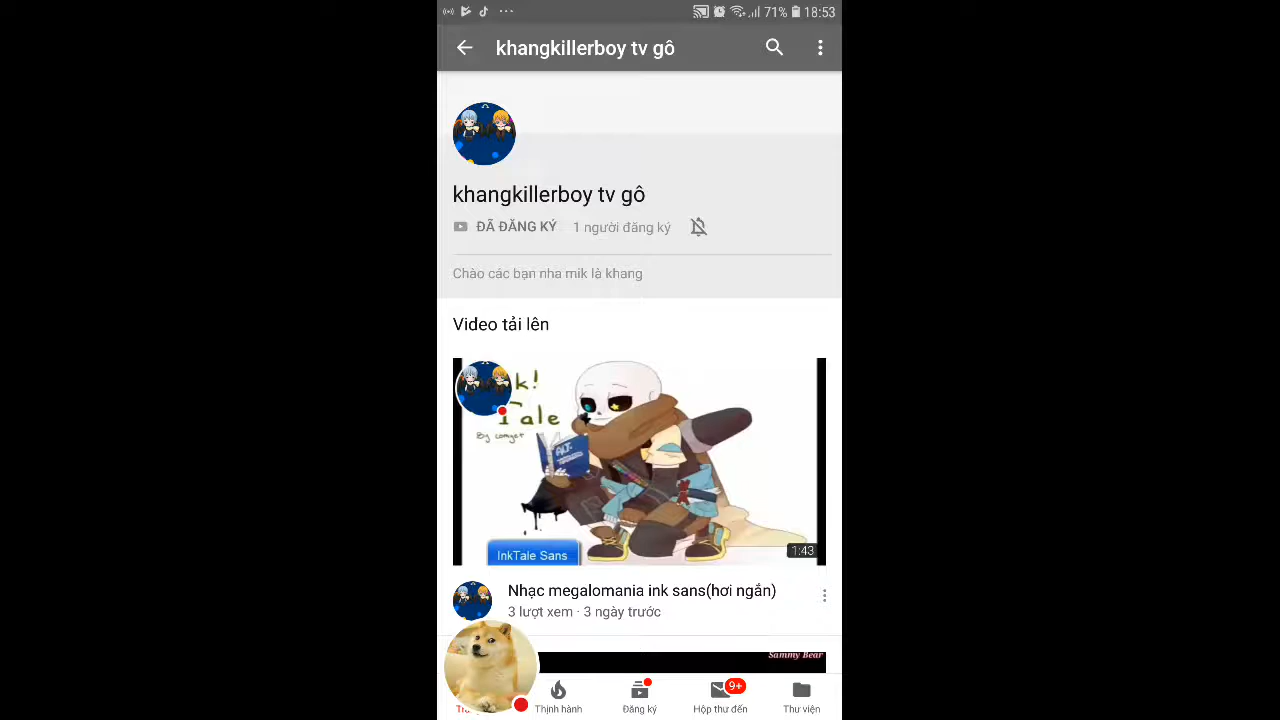 71% 18:53
khangkillerboy tv gô
khangkillerboy tv gô
ĐÃ ĐĂNG KÝ 1 người đăng ký
Chào các bạn nha mik là khang
Video tải lên
k!
Tale
By comyet
InkTale Sans
1:43
Nhạc megalomania ink sans(hơi ngắn)
3 lượt xem · 3 ngày trước
Sammy Bear
9+
Thịnh hành Đăng ký Hộp thư đến Thư viện